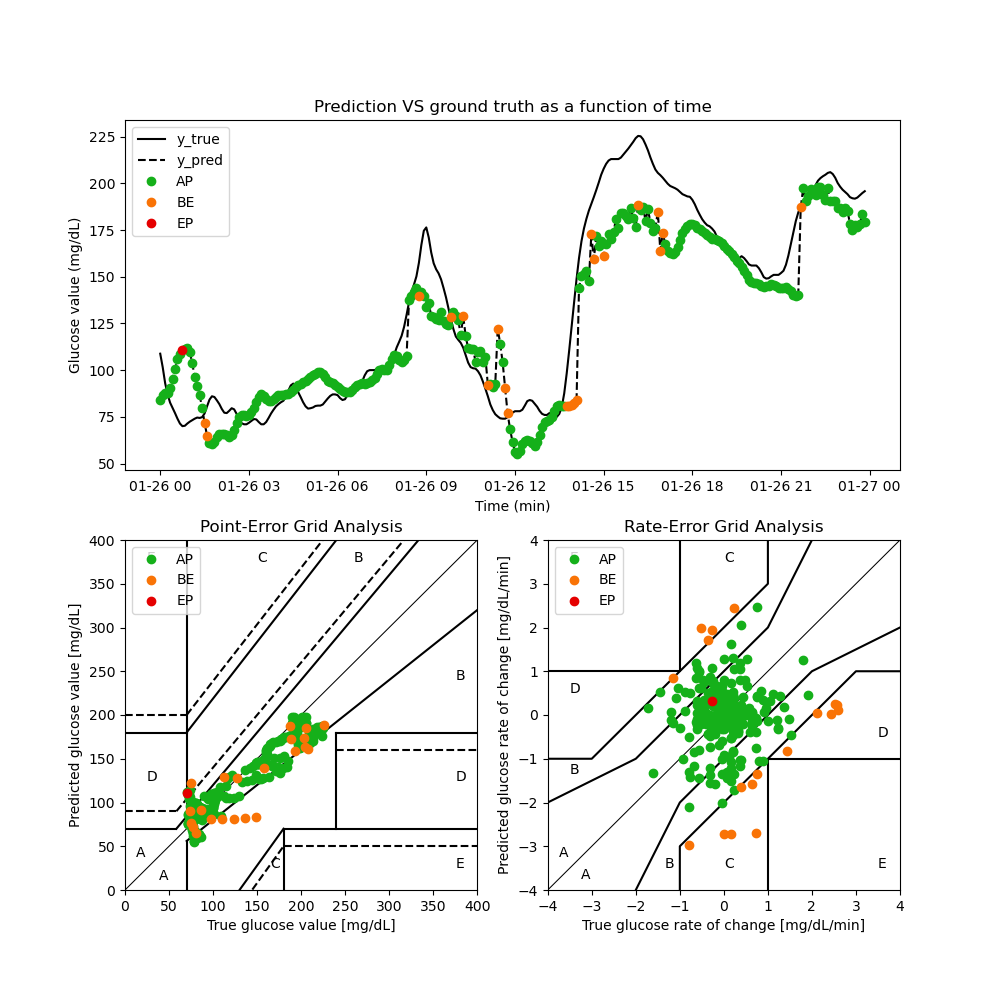 Prediction VS ground truth as a function of time
Glucose value (mg/dL)
225
200
175
150
125
100
75
50
y_true
y_pred
AP
BE
EP
01-26 00 01-26 03 01-26 06 01-26 09 01-26 12 01-26 15 01-26 18 01-26 21 01-27 00
Time (min)
Point-Error Grid Analysis
Predicted glucose value [mg/dL]
400
350
300
250
200
150
100
50
0
AP
BE
EP
C
B
B
D
D
A
A
C
E
0 50 100 150 200 250 300 350 400
True glucose value [mg/dL]
Rate-Error Grid Analysis
Predicted glucose rate of change [mg/dL/min]
4
3
2
1
0
−1
−2
−3
−4
AP
BE
EP
C
D
D
B
A
A
B
C
E
−4 −3 −2 −1 0 1 2 3 4
True glucose rate of change [mg/dL/min]